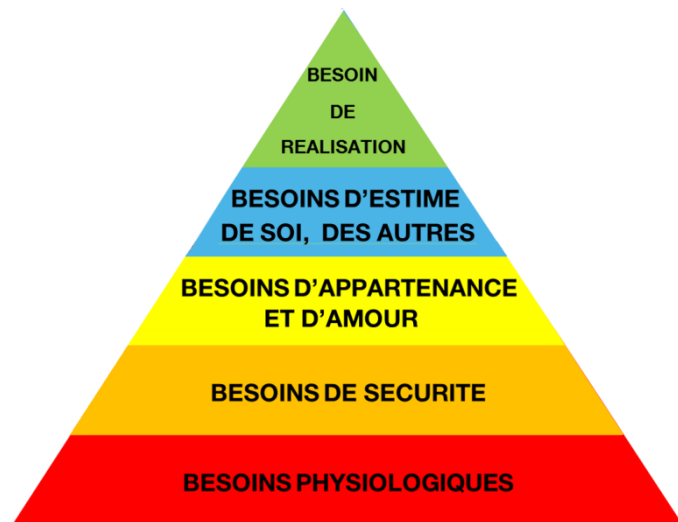 BESOIN
DE
REALISATION
BESOINS D'ESTIME
DE SOI, DES AUTRES
BESOINS D'APPARTENANCE
ET D'AMOUR
BESOINS DE SECURITE
BESOINS PHYSIOLOGIQUES